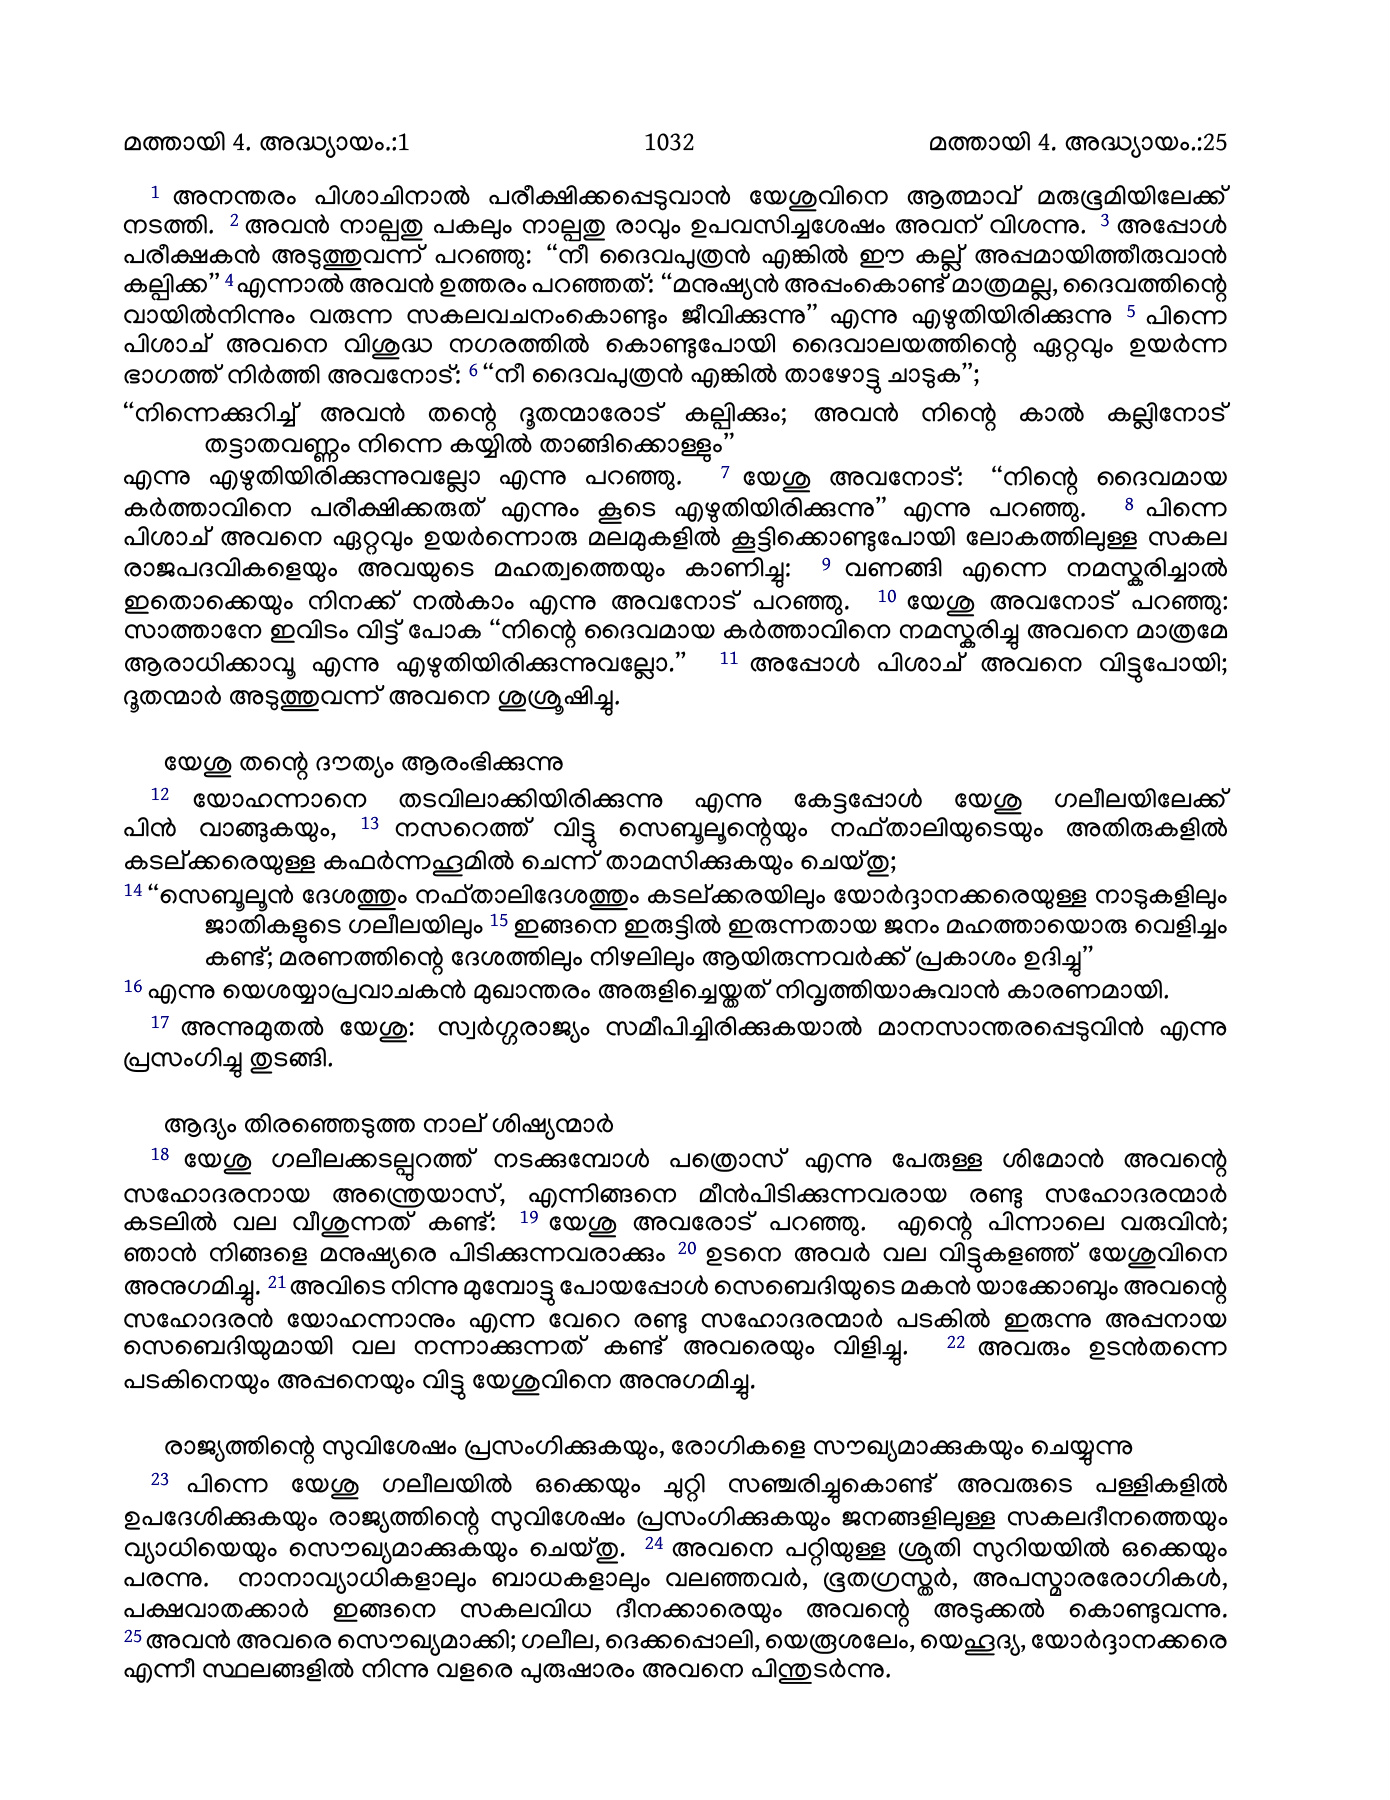 മത്തായി 4. അദ്ധ്യായം.:1 1032 മത്തായി 4. അദ്ധ്യായം.:25
1 അനന്തരം പിശാചിനാൽ പരീക്ഷിക്കപ്പെടുവാൻ യേശുവിനെ ആത്മാവ് മരുഭൂമിയിലേക്ക്
നടത്തി. 2 അവൻ നാല്പതു പകലും നാല്പതു രാവും ഉപവസിച്ചശേഷം അവന് വിശന്നു. 3 അപ്പോൾ
പരീക്ഷകൻ അടുത്തുവന്ന് പറഞ്ഞു: “നീ ദൈവപുത്രൻ എങ്കിൽ ഈ കല്ല് അപ്പമായിത്തീരുവാൻ
കല്പിക്ക” 4 എന്നാൽ അവൻ ഉത്തരം പറഞ്ഞത്: “മനുഷ്യൻ അപ്പംകൊണ്ട് മാത്രമല്ല, ദൈവത്തിന്റെ
വായിൽനിന്നും വരുന്ന സകലവചനംകൊണ്ടും ജീവിക്കുന്നു” എന്നു എഴുതിയിരിക്കുന്നു 5 പിന്നെ
പിശാച് അവനെ വിശുദ്ധ നഗരത്തിൽ കൊണ്ടുപോയി ദൈവാലയത്തിന്റെ ഏറ്റവും ഉയർന്ന
ഭാഗത്ത് നിർത്തി അവനോട്: 6 “നീ ദൈവപുത്രൻ എങ്കിൽ താഴോട്ടു ചാടുക”;
“നിന്നെക്കുറിച്ച് അവൻ തന്റെ ദൂതന്മാരോട് കല്പിക്കും; അവൻ നിന്റെ കാൽ കല്ലിനോട്
തട്ടാതവണ്ണം നിന്നെ കയ്യിൽ താങ്ങിക്കൊള്ളും”
എന്നു എഴുതിയിരിക്കുന്നുവല്ലോ എന്നു പറഞ്ഞു. 7 യേശു അവനോട്: “നിന്റെ ദൈവമായ
കർത്താവിനെ പരീക്ഷിക്കരുത് എന്നും കൂടെ എഴുതിയിരിക്കുന്നു” എന്നു പറഞ്ഞു. 8 പിന്നെ
പിശാച് അവനെ ഏറ്റവും ഉയർന്നൊരു മലമുകളിൽ കൂട്ടിക്കൊണ്ടുപോയി ലോകത്തിലുള്ള സകല
രാജപദവികളെയും അവയുടെ മഹത്വത്തെയും കാണിച്ചു: 9 വണങ്ങി എന്നെ നമസ്കരിച്ചാൽ
ഇതൊക്കെയും നിനക്ക് നൽകാം എന്നു അവനോട് പറഞ്ഞു. 10 യേശു അവനോട് പറഞ്ഞു:
സാത്താനേ ഇവിടം വിട്ട് പോക “നിന്റെ ദൈവമായ കർത്താവിനെ നമസ്കരിച്ചു അവനെ മാത്രമേ
ആരാധിക്കാവൂ എന്നു എഴുതിയിരിക്കുന്നുവല്ലോ.” 11 അപ്പോൾ പിശാച് അവനെ വിട്ടുപോയി;
ദൂതന്മാർ അടുത്തുവന്ന് അവനെ ശുശ്രൂഷിച്ചു.
യേശു തന്റെ ദൗത്യം ആരംഭിക്കുന്നു
12 യോഹന്നാനെ തടവിലാക്കിയിരിക്കുന്നു എന്നു കേട്ടപ്പോൾ യേശു ഗലീലയിലേക്ക്
പിൻ വാങ്ങുകയും, 13 നസറെത്ത് വിട്ടു സെബൂലൂന്റെയും നഫ്താലിയുടെയും അതിരുകളിൽ
കടല്ക്കരെയുള്ള കഫർന്നഹൂമിൽ ചെന്ന് താമസിക്കുകയും ചെയ്തു;
14 “സെബൂലൂൻ ദേശത്തും നഫ്താലിദേശത്തും കടല്ക്കരയിലും യോർദ്ദാനക്കരെയുള്ള നാടുകളിലും
ജാതികളുടെ ഗലീലയിലും 15 ഇങ്ങനെ ഇരുട്ടിൽ ഇരുന്നതായ ജനം മഹത്തായൊരു വെളിച്ചം
കണ്ട്; മരണത്തിന്റെ ദേശത്തിലും നിഴലിലും ആയിരുന്നവർക്ക് പ്രകാശം ഉദിച്ചു”
16 എന്നു യെശയ്യാപ്രവാചകൻ മുഖാന്തരം അരുളിച്ചെയ്തത് നിവൃത്തിയാകുവാൻ കാരണമായി.
17 അന്നുമുതൽ യേശു: സ്വർഗ്ഗരാജ്യം സമീപിച്ചിരിക്കുകയാൽ മാനസാന്തരപ്പെടുവിൻ എന്നു
പ്രസംഗിച്ചു തുടങ്ങി.
ആദ്യം തിരഞ്ഞെടുത്ത നാല് ശിഷ്യന്മാർ
18 യേശു ഗലീലക്കടല്പുറത്ത് നടക്കുമ്പോൾ പത്രൊസ് എന്നു പേരുള്ള ശിമോൻ അവന്റെ
സഹോദരനായ അന്ത്രെയാസ്, എന്നിങ്ങനെ മീൻപിടിക്കുന്നവരായ രണ്ടു സഹോദരന്മാർ
കടലിൽ വല വീശുന്നത് കണ്ട്: 19 യേശു അവരോട് പറഞ്ഞു. എന്റെ പിന്നാലെ വരുവിൻ;
ഞാൻ നിങ്ങളെ മനുഷ്യരെ പിടിക്കുന്നവരാക്കും 20 ഉടനെ അവർ വല വിട്ടുകളഞ്ഞ് യേശുവിനെ
അനുഗമിച്ചു. 21 അവിടെ നിന്നു മുമ്പോട്ടു പോയപ്പോൾ സെബെദിയുടെ മകൻ യാക്കോബും അവന്റെ
സഹോദരൻ യോഹന്നാനും എന്ന വേറെ രണ്ടു സഹോദരന്മാർ പടകിൽ ഇരുന്നു അപ്പനായ
സെബെദിയുമായി വല നന്നാക്കുന്നത് കണ്ട് അവരെയും വിളിച്ചു. 22 അവരും ഉടൻതന്നെ
പടകിനെയും അപ്പനെയും വിട്ടു യേശുവിനെ അനുഗമിച്ചു.
രാജ്യത്തിന്റെ സുവിശേഷം പ്രസംഗിക്കുകയും, രോഗികളെ സൗഖ്യമാക്കുകയും ചെയ്യുന്നു
23 പിന്നെ യേശു ഗലീലയിൽ ഒക്കെയും ചുറ്റി സഞ്ചരിച്ചുകൊണ്ട് അവരുടെ പള്ളികളിൽ
ഉപദേശിക്കുകയും രാജ്യത്തിന്റെ സുവിശേഷം പ്രസംഗിക്കുകയും ജനങ്ങളിലുള്ള സകലദീനത്തെയും
വ്യാധിയെയും സൌഖ്യമാക്കുകയും ചെയ്തു. 24 അവനെ പറ്റിയുള്ള ശ്രുതി സുറിയയിൽ ഒക്കെയും
പരന്നു. നാനാവ്യാധികളാലും ബാധകളാലും വലഞ്ഞവർ, ഭൂതഗ്രസ്തർ, അപസ്മാരരോഗികൾ,
പക്ഷവാതക്കാർ ഇങ്ങനെ സകലവിധ ദീനക്കാരെയും അവന്റെ അടുക്കൽ കൊണ്ടുവന്നു.
25 അവൻ അവരെ സൌഖ്യമാക്കി; ഗലീല, ദെക്കപ്പൊലി, യെരൂശലേം, യെഹൂദ്യ, യോർദ്ദാനക്കരെ
എന്നീ സ്ഥലങ്ങളിൽ നിന്നു വളരെ പുരുഷാരം അവനെ പിന്തുടർന്നു.